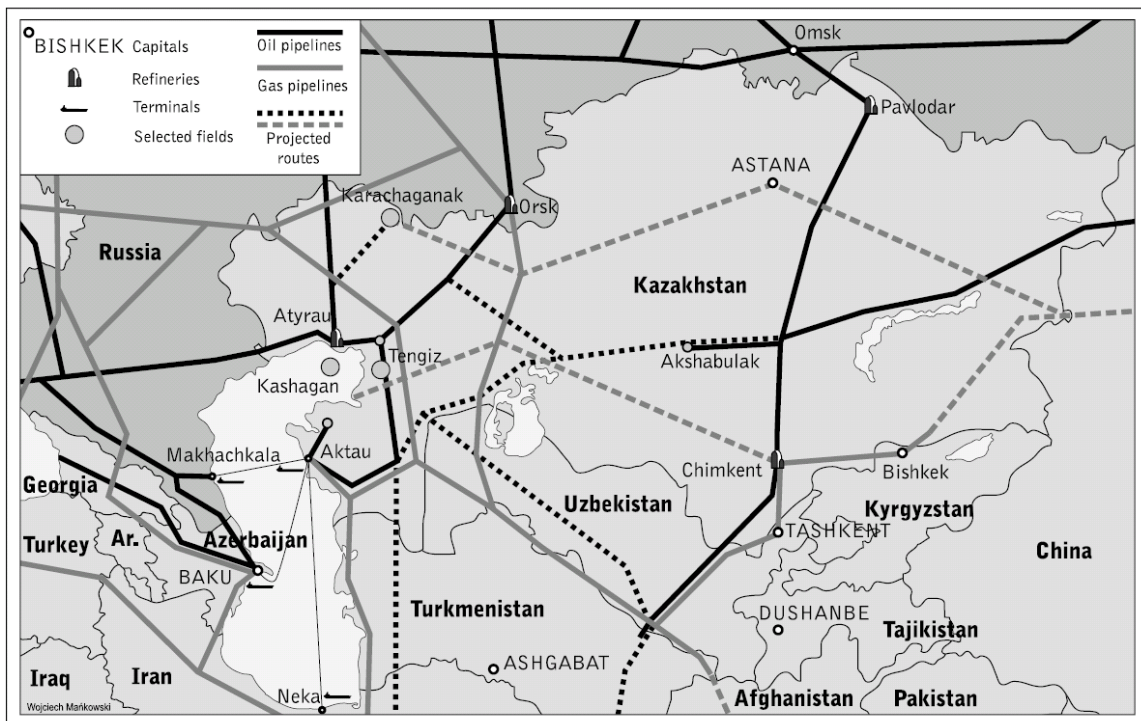 BISHKEK Capitals
Refineries
Terminals
Selected fields
Oil pipelines
Gas pipelines
Projected
routes
Omsk
Pavlodar
ASTANA
Karachaganak
Orsk
Russia
Kazakhstan
Atyrau
Tengiz
Akshabulak
Kashagan
Makhachkala
Aktau
Chimkent
Bishkek
Georgia
Uzbekistan
Kyrgyzstan
Turkey
Ar.
Azerbaijan
TASHKENT
China
BAKU
Turkmenistan
DUSHANBE
Tajikistan
ASHGABAT
Iraq
Iran
Neka
Afghanistan
Pakistan
Wojciech Mańkowski